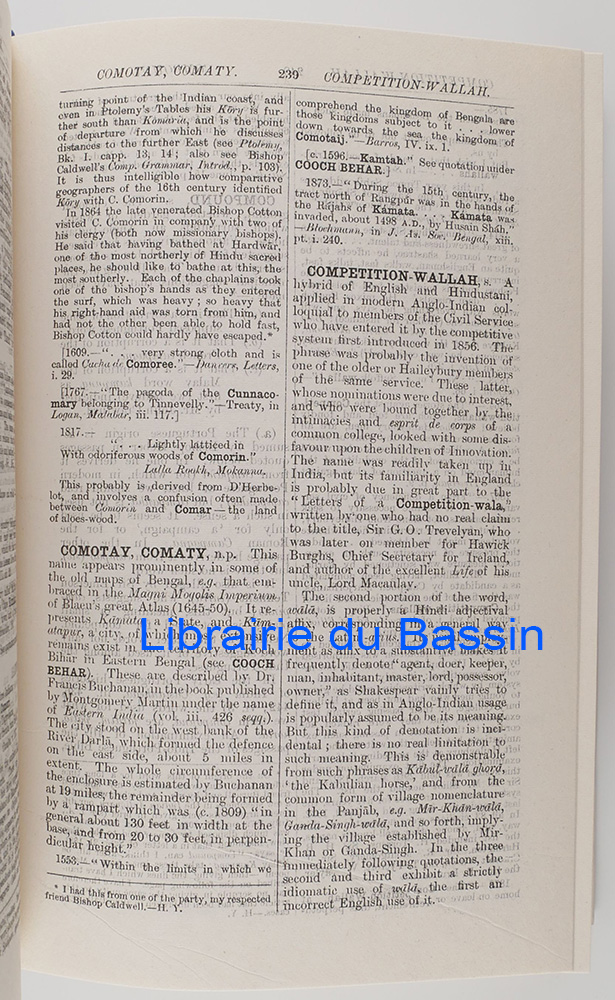 COMOTAY, COMATY.
239
COMPETITION-WALLAH.
turning point of the Indian coast, and
even in Ptolemy's Tables his Kōry is fur-
ther south than Komaria, and is the point
of departure from which he discusses
distances to the further East (see Ptolemy,
Bk. I. capp. 13, 14; also see Bishop
Caldwell's Comp. Grammar, Introd., p. 103).
It is thus intelligible how comparative
geographers of the 16th century identified
Kōry with C. Comorin.
In 1864 the late venerated Bishop Cotton
visited C. Comorin in company with two of
his clergy (both now missionary bishops).
He said that having bathed at Hardwār,
one of the most northerly of Hindu sacred
places, he should like to bathe at this, the
most southerly. Each of the chaplains took
one of the bishop's hands as they entered
the surf, which was heavy; so heavy that
his right-hand aid was torn from him, and
had not the other been able to hold fast,
Bishop Cotton could hardly have escaped.*
[1609.—". . . very strong cloth and is
called Cacha de Comoree."—Danvers, Letters,
i. 29.
[1767.—"The pagoda of the Cunnaco-
mary belonging to Tinnevelly."—Treaty, in
Logan, Malabar, iii. 117.]
1817.—
". . . Lightly latticed in
With odoriferous woods of Comorin."
Lalla Rookh, Mokanna.
This probably is derived from D'Herbe-
lot, and involves a confusion often made
between Comorin and Comar—the land
of aloes-wood.
COMOTAY, COMATY, n.p. This
name appears prominently in some of
the old maps of Bengal, e.g. that em-
braced in the Magni Mogolis Imperium
of Blaeu's great Atlas (1645-50). It re-
presents Kāmata, a state, and Kām-
atapur, a city, of which extensive
remains exist in the territory of Koch
Bihār in Eastern Bengal (see COOCH
BEHAR). These are described by Dr.
Francis Buchanan, in the book published
by Montgomery Martin under the name
of Eastern India (vol. iii. 426 seqq.).
The city stood on the west bank of the
River Darlā, which formed the defence
on the east side, about 5 miles in
extent. The whole circumference of
the enclosure is estimated by Buchanan
at 19 miles, the remainder being formed
by a rampart which was (c. 1809) "in
general about 130 feet in width at the
base, and from 20 to 30 feet in perpen-
dicular height."
1553.—"Within the limits in which we
* I had this from one of the party, my respected
friend Bishop Caldwell.—H. Y.
comprehend the kingdom of Bengala are
those kingdoms subject to it . . . lower
down towards the sea the kingdom of
Comotaij."—Barros, IV. ix. 1.
[c. 1596.—Kamtah." See quotation under
COOCH BEHAR.]
1873.—"During the 15th century, the
tract north of Rangpūr was in the hands of
the Rājahs of Kāmata. . . . Kāmata was
invaded, about 1498 A.D., by Husain Shāh."
—Blochmann, in J. As. Soc. Bengal, xiii.
pt. i. 240.
COMPETITION-WALLAH, s. A
hybrid of English and Hindustani,
applied in modern Anglo-Indian col-
loquial to members of the Civil Service
who have entered it by the competitive
system first introduced in 1856. The
phrase was probably the invention of
one of the older or Haileybury members
of the same service. These latter,
whose nominations were due to interest,
and who were bound together by the
intimacies and esprit de corps of a
common college, looked with some dis-
favour upon the children of Innovation.
The name was readily taken up in
India, but its familiarity in England
is probably due in great part to the
"Letters of a Competition-wala,"
written by one who had no real claim
to the title, Sir G. O. Trevelyan, who
was later on member for Hawick
Burghs, Chief Secretary for Ireland,
and author of the excellent Life of his
uncle, Lord Macaulay.
The second portion of the word,
wālā, is properly a Hindi adjectival
affix, corresponding in a general way
to the Latin -arius. Its usual employ-
ment as affix to a substantive makes it
frequently denote "agent, doer, keeper,
man, inhabitant, master, lord, possessor,
owner," as Shakespear vainly tries to
define it, and as in Anglo-Indian usage
is popularly assumed to be its meaning.
But this kind of denotation is inci-
dental; there is no real limitation to
such meaning. This is demonstrable
from such phrases as Kābul-wālā ghorā,
'the Kabulian horse,' and from the
common form of village nomenclature
in the Panjāb, e.g. Mīr-Khān-wālā,
Ganda-Singh-wālā, and so forth, imply-
ing the village established by Mīr-
Khan or Ganda-Singh. In the three
immediately following quotations, the
second and third exhibit a strictly
idiomatic use of wālā, the first an
incorrect English use of it.
Librairie du Bassin